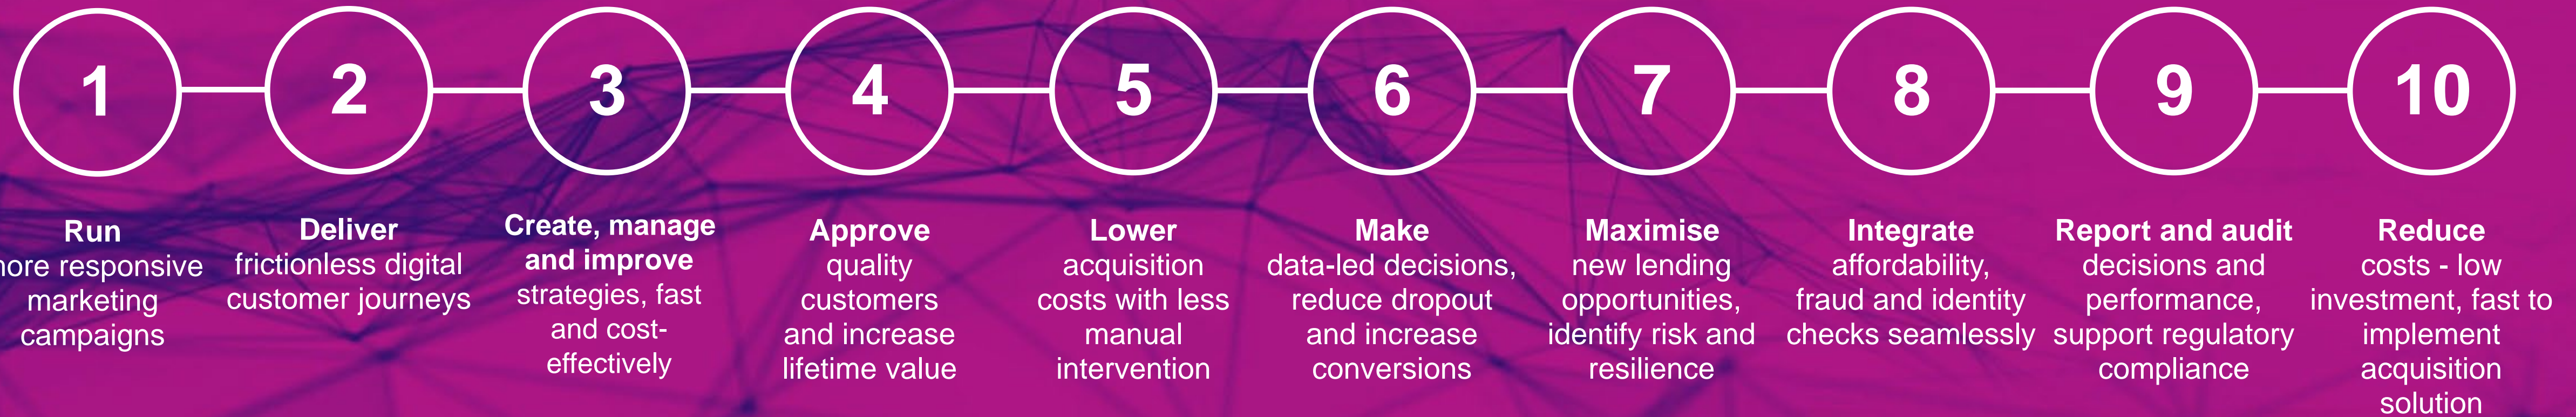 1
Run
more responsive
marketing
campaigns
2
Deliver
frictionless digital
customer journeys
3
Create, manage
and improve
strategies, fast
and cost-
effectively
4
Approve
quality
customers
and increase
lifetime value
5
Lower
acquisition
costs with less
manual
intervention
6
Make
data-led decisions,
reduce dropout
and increase
conversions
7
Maximise
new lending
opportunities,
identify risk and
resilience
8
Integrate
affordability,
fraud and identity
checks seamlessly
9
Report and audit
decisions and
performance,
support regulatory
compliance
10
Reduce
costs - low
investment, fast to
implement
acquisition
solution